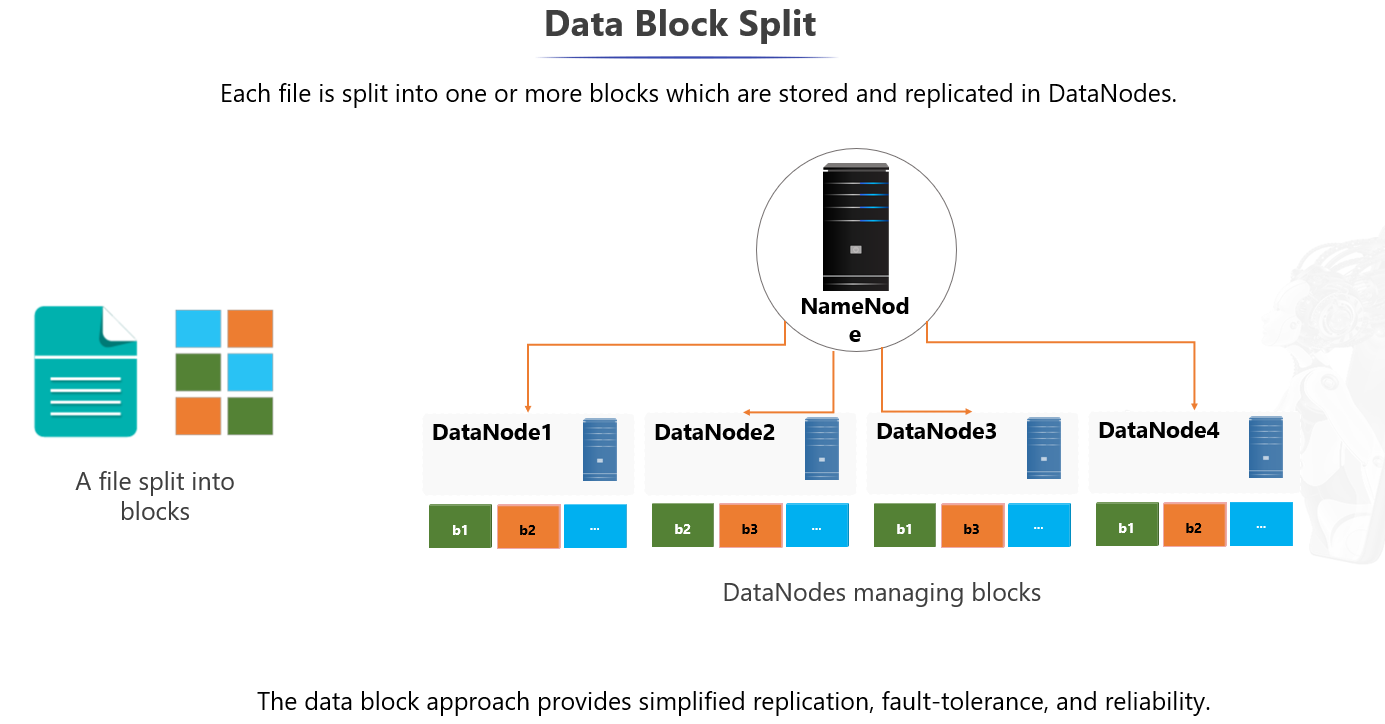 Data Block Split
Each file is split into one or more blocks which are stored and replicated in DataNodes.
NameNod
e
DataNode1
DataNode2
DataNode3
DataNode4
A file split into
blocks
b1 b2 ...
b2 b3 ...
b1 b3 ...
b1 b2 ...
DataNodes managing blocks
The data block approach provides simplified replication, fault-tolerance, and reliability.